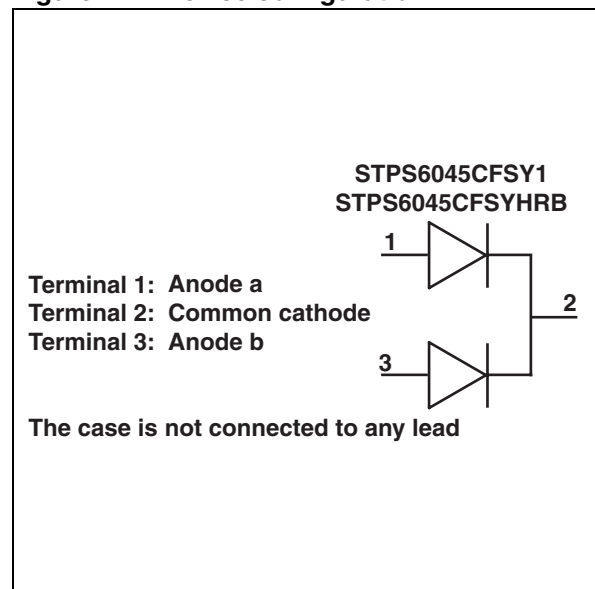 STPS6045CFSY1
STPS6045CFSYHRB
1
Terminal 1: Anode a
Terminal 2: Common cathode
2
Terminal 3: Anode b
3
The case is not connected to any lead